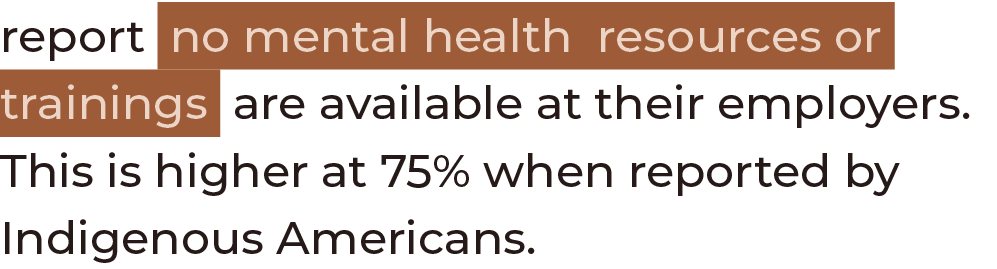 report no mental health resources or
trainings are available at their employers.
This is higher at 75% when reported by
Indigenous Americans.